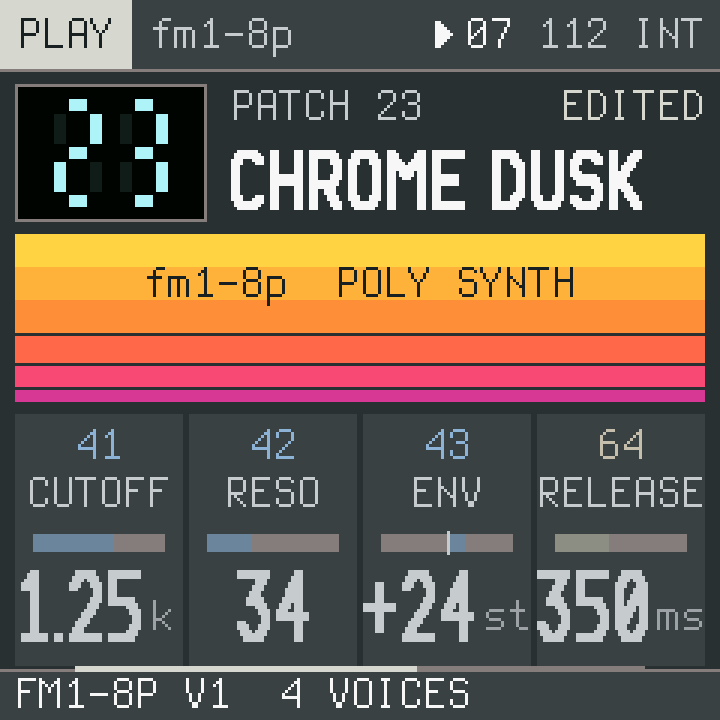 PLAY fm1-8p ▶07 112 INT
23 PATCH 23 EDITED
CHROME DUSK
fm1-8p POLY SYNTH
41 42 43 64
CUTOFF RESO ENV RELEASE
1.25k 34 +24st 350ms
FM1-8P V1 4 VOICES